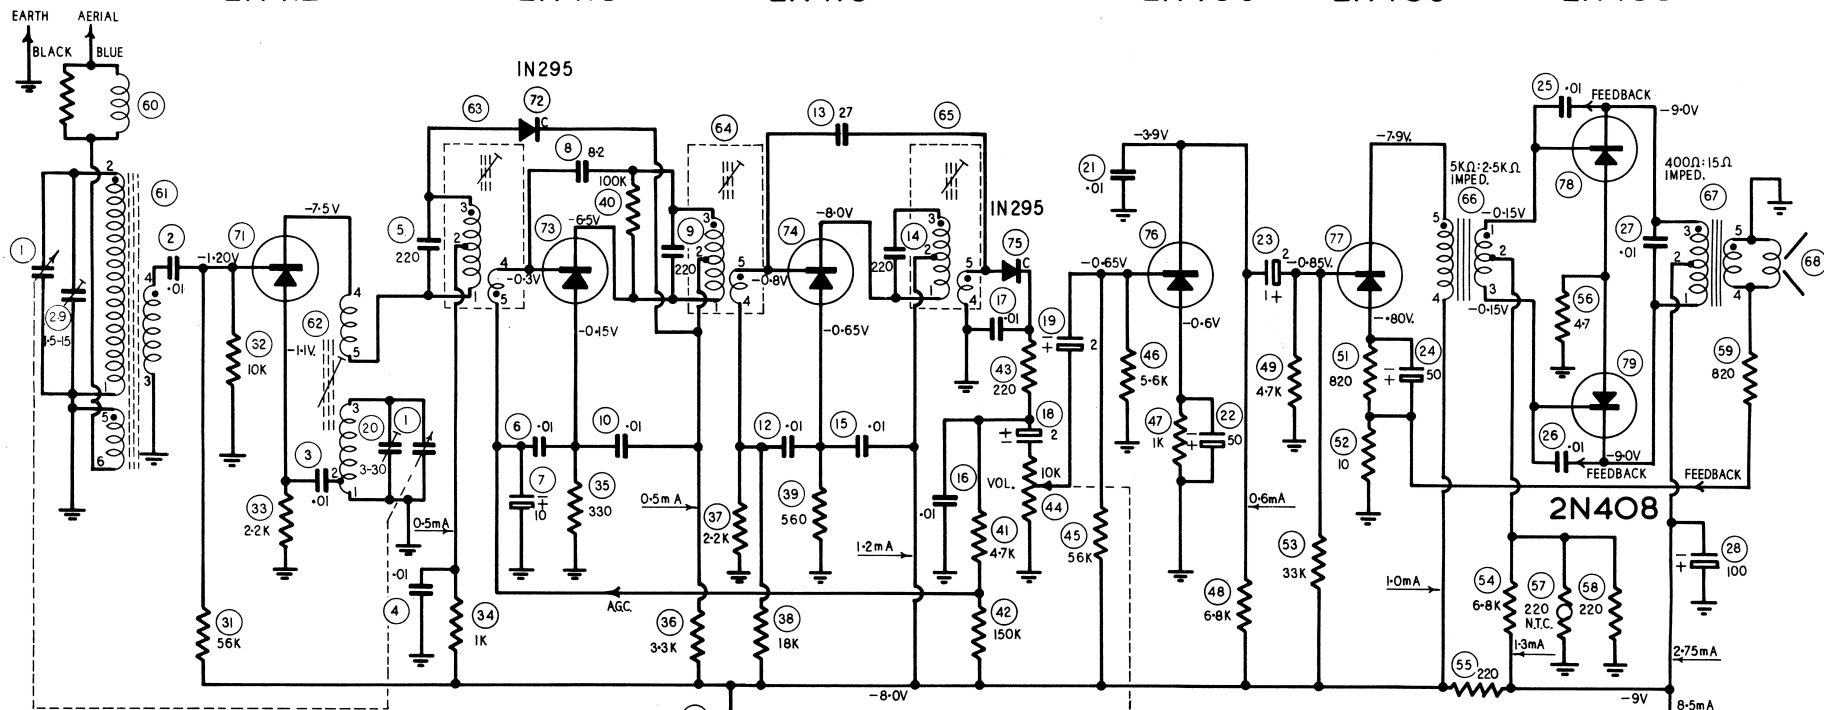 EARTH
AERIAL
BLACK
BLUE
60
1N295
72
C
63
2
61
1
29
1.5-15
2
.01
4
3
1
5
6
71
-7.5V
-1.20V
-1.1V.
32
10K
33
2.2K
31
56K
3
.01
4
62
5
3
2
1
20
3-30
1
0.5mA
.01
4
34
1K
5
220
3
2
1
4
5
-0.3V
8
8.2
100K
40
73
-6.5V
-0.15V
9
220
6
.01
7
10
10
.01
35
330
0.5mA
A.G.C.
36
3.3K
64
3
2
1
5
4
-0.8V
13
27
74
-8.0V
-0.65V
12
.01
15
.01
37
2.2K
39
560
38
18K
1.2mA
-8.0V
65
14
220
3
2
1
5
4
1N295
75
C
17
.01
43
220
18
2
16
.01
VOL.
10K
44
41
4.7K
42
150K
19
2
21
.01
-3.9V
76
-0.65V
-0.6V
46
5.6K
47
1K
22
50
45
56K
48
6.8K
0.6mA
23
2
1
-0.85V.
77
-7.9V.
-.80V.
49
4.7K
51
820
24
50
52
10
53
33K
1.0mA
5KΩ:2.5KΩ
IMPED.
66
5
4
1
2
3
-0.15V
-0.15V
25
.01
FEEDBACK
-9.0V
78
56
4.7
79
26
.01
-9.0V
FEEDBACK
FEEDBACK
27
.01
400Ω:15Ω
IMPED.
67
3
2
1
5
4
68
59
820
2N408
54
6.8K
57
220
N.T.C.
58
220
28
100
1.3mA
2.75mA
55
220
-9V
8.5mA